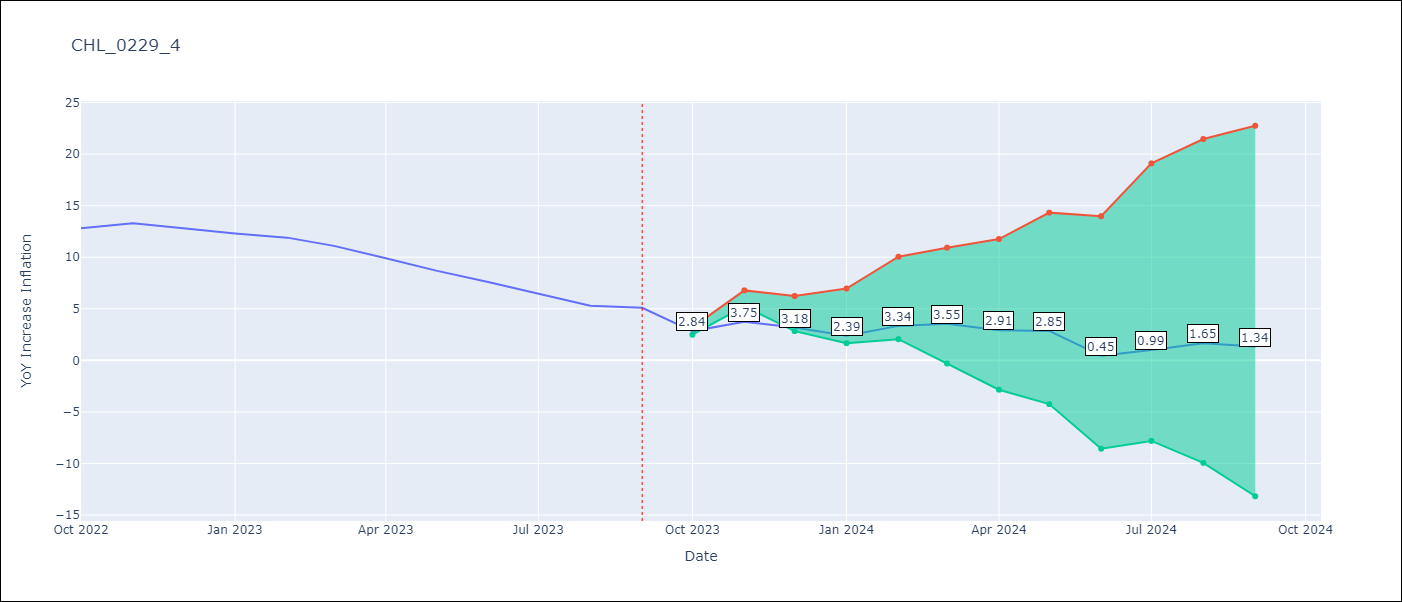 CHL_0229_4
YoY Increase Inflation
25
20
15
10
5
0
−5
−10
−15
2.84
3.75
3.18
2.39
3.34
3.55
2.91
2.85
0.45
0.99
1.65
1.34
Oct 2022
Jan 2023
Apr 2023
Jul 2023
Oct 2023
Jan 2024
Apr 2024
Jul 2024
Oct 2024
Date